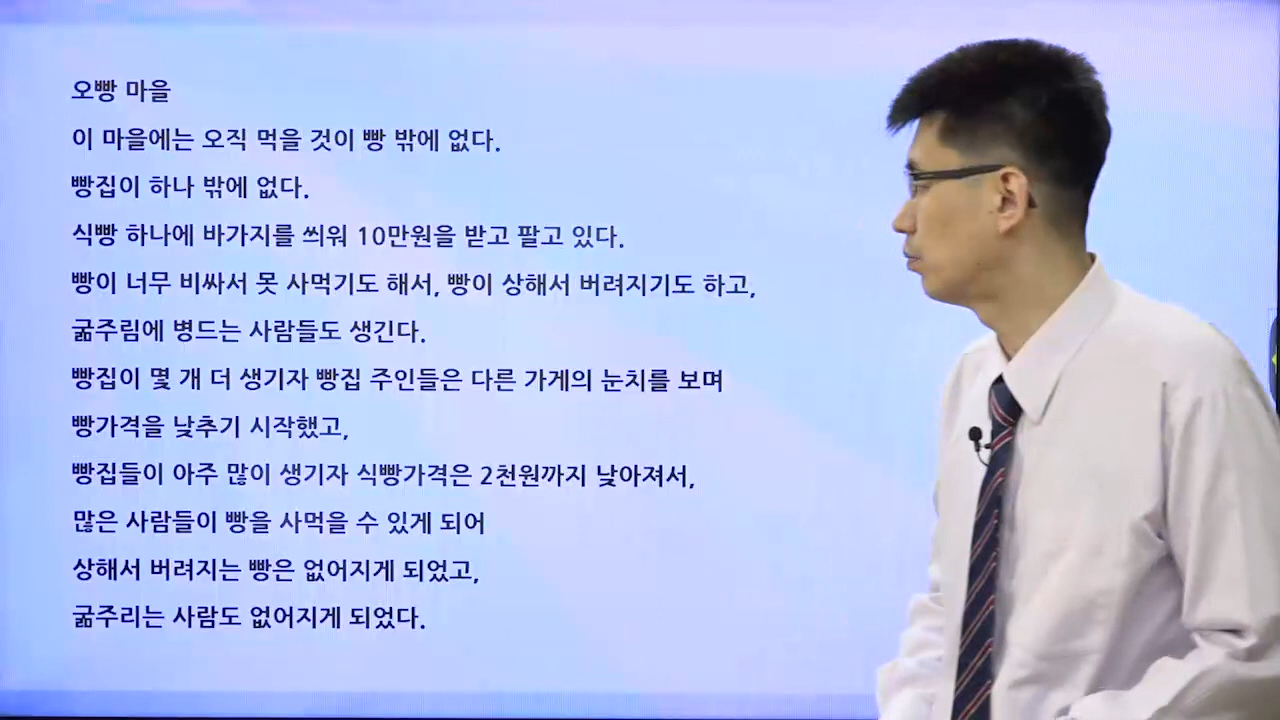 오빵 마을
이 마을에는 오직 먹을 것이 빵 밖에 없다.
빵집이 하나 밖에 없다.
식빵 하나에 바가지를 씌워 10만원을 받고 팔고 있다.
빵이 너무 비싸서 못 사먹기도 해서, 빵이 상해서 버려지기도 하고,
굶주림에 병드는 사람들도 생긴다.
빵집이 몇 개 더 생기자 빵집 주인들은 다른 가게의 눈치를 보며
빵가격을 낮추기 시작했고,
빵집들이 아주 많이 생기자 식빵가격은 2천원까지 낮아져서,
많은 사람들이 빵을 사먹을 수 있게 되어
상해서 버려지는 빵은 없어지게 되었고,
굶주리는 사람도 없어지게 되었다.